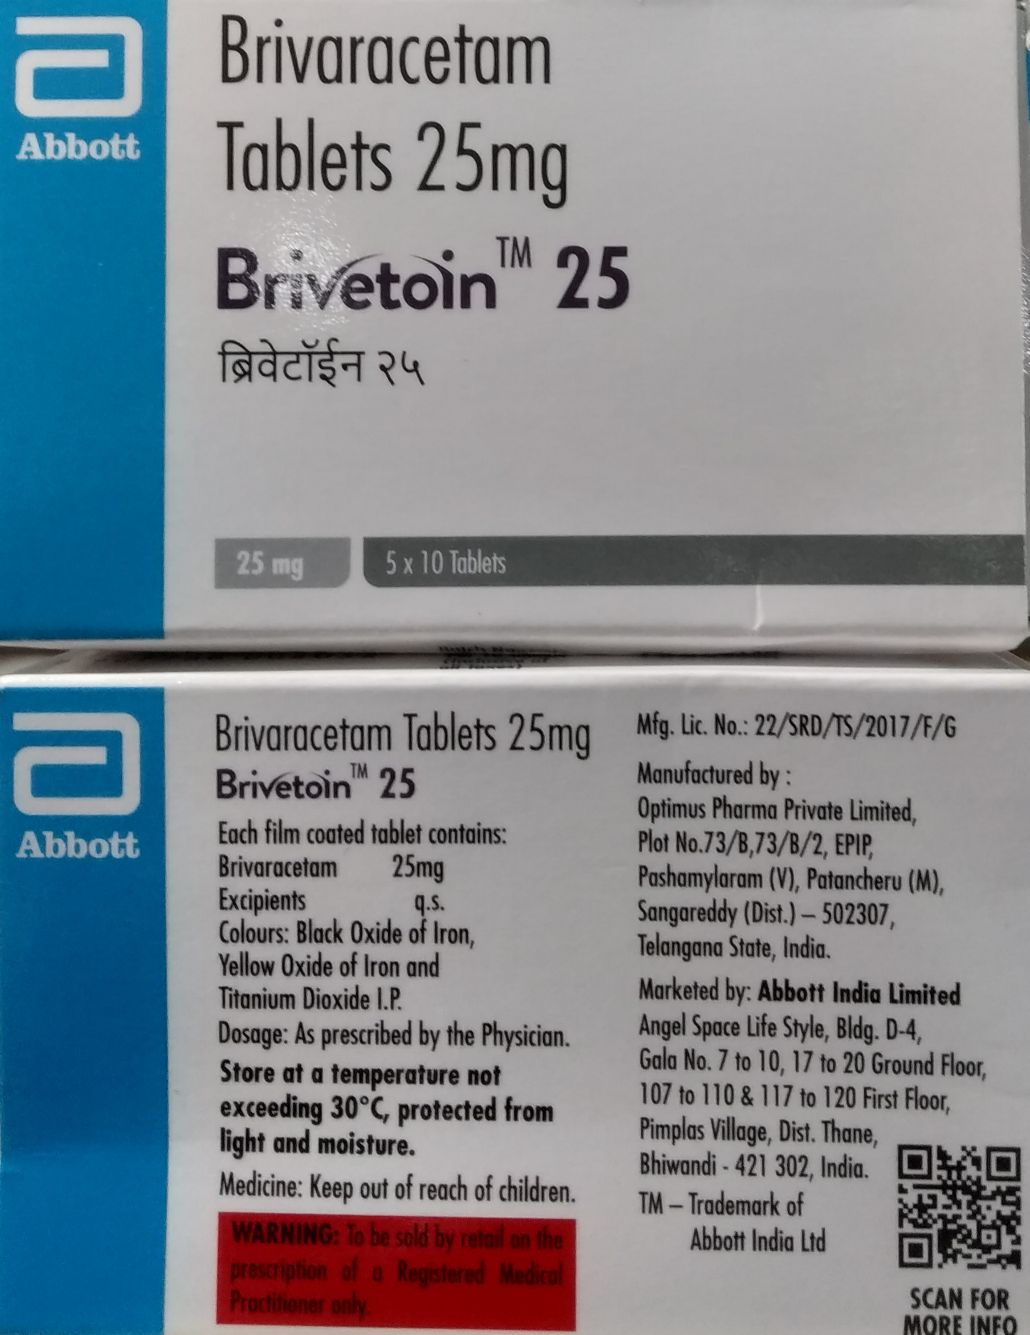 Abbott
Brivaracetam
Tablets 25mg
Brivetoin™ 25
ब्रिवेटॉईन २५
25 mg
5 x 10 Tablets
Abbott
Brivaracetam Tablets 25mg
Brivetoin™ 25
Each film coated tablet contains:
Brivaracetam 25mg
Excipients q.s.
Colours: Black Oxide of Iron,
Yellow Oxide of Iron and
Titanium Dioxide I.P.
Dosage: As prescribed by the Physician.
Store at a temperature not
exceeding 30°C, protected from
light and moisture.
Medicine: Keep out of reach of children.
WARNING: To be sold by retail on the
prescription of a Registered Medical
Practitioner only.
Mfg. Lic. No.: 22/SRD/TS/2017/F/G
Manufactured by :
Optimus Pharma Private Limited,
Plot No.73/B,73/B/2, EPIP,
Pashamylaram (V), Patancheru (M),
Sangareddy (Dist.) – 502307,
Telangana State, India.
Marketed by: Abbott India Limited
Angel Space Life Style, Bldg. D-4,
Gala No. 7 to 10, 17 to 20 Ground Floor,
107 to 110 & 117 to 120 First Floor,
Pimplas Village, Dist. Thane,
Bhiwandi - 421 302, India.
TM – Trademark of
Abbott India Ltd
SCAN FOR
MORE INFO